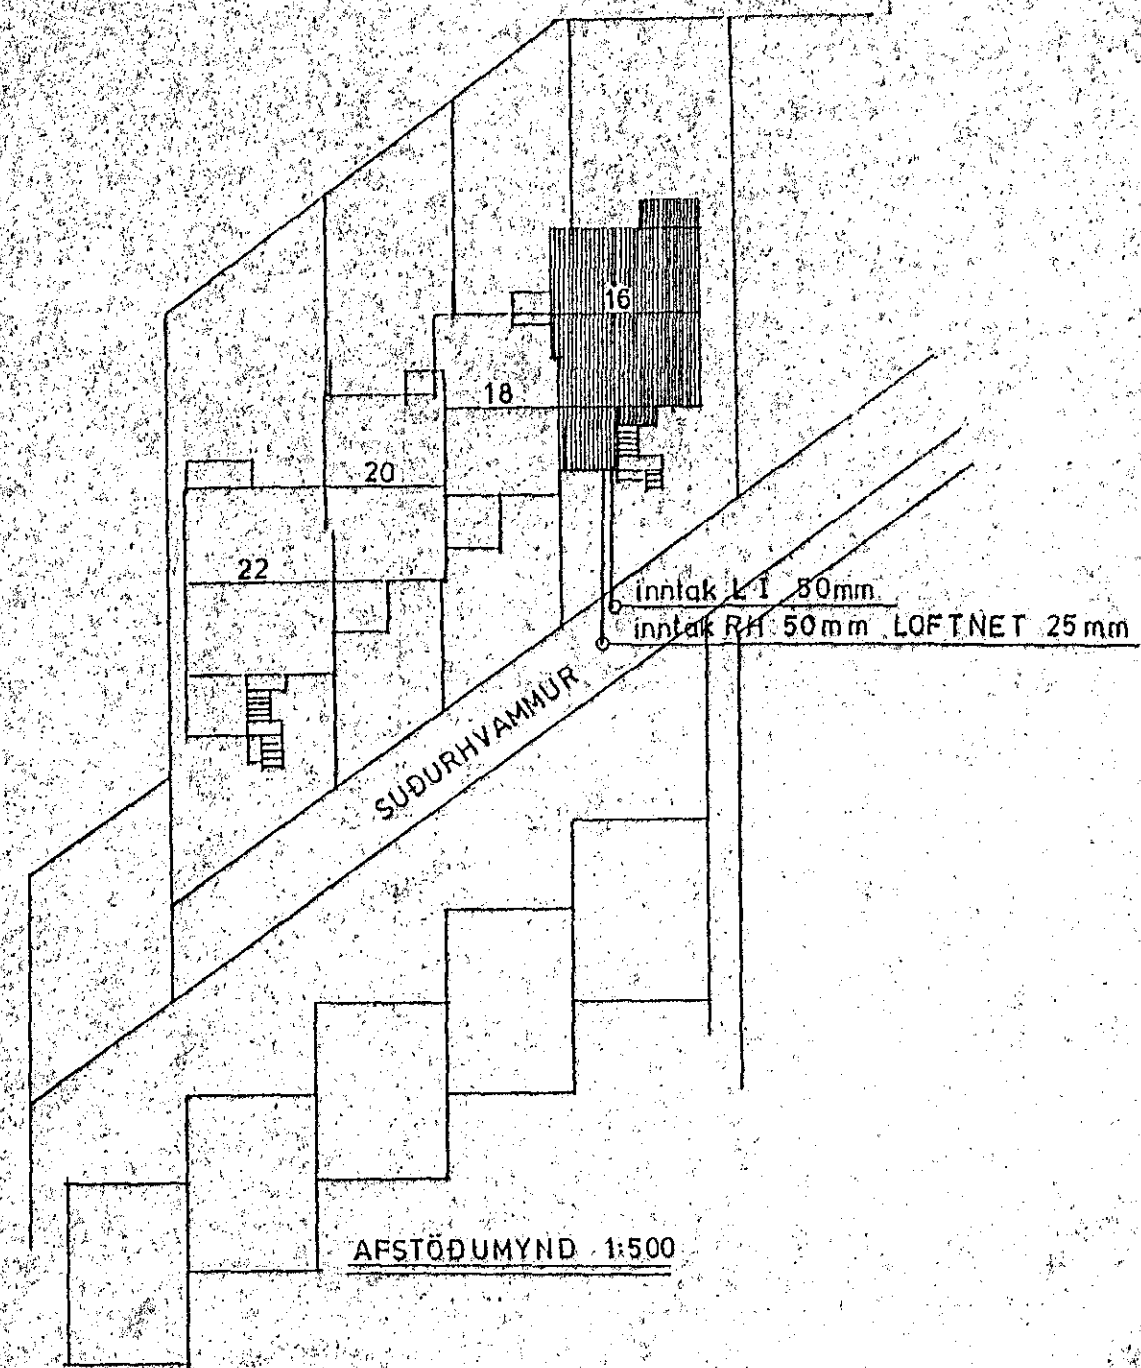 16
18
20
22
inntak L I 50mm
inntak RH 50mm LOFTNET 25mm
SUÐURHVAMMUR
AFSTÖÐUMYND 1:500